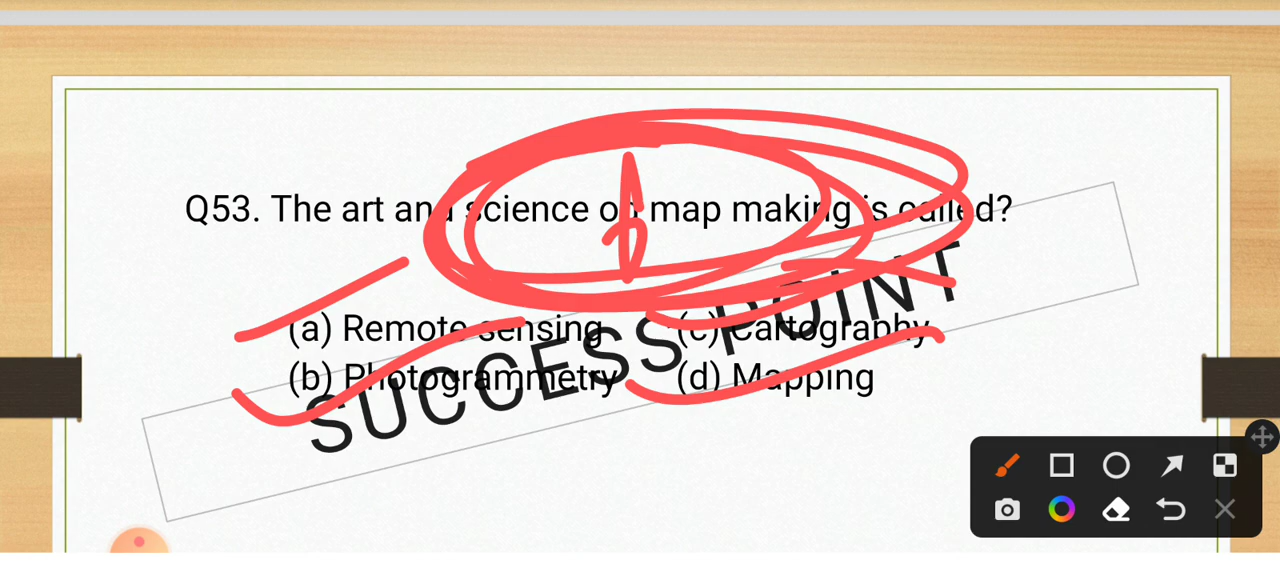 Q53. The art and science of map making is called?
(a) Remote sensing (c) Cartography
(b) Photogrammetry (d) Mapping
SUCCESS POINT